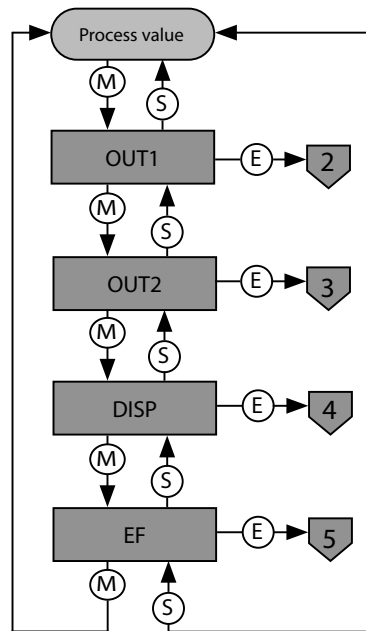 Process value
M S
OUT1 E 2
M S
OUT2 E 3
M S
DISP E 4
M S
EF E 5
M S